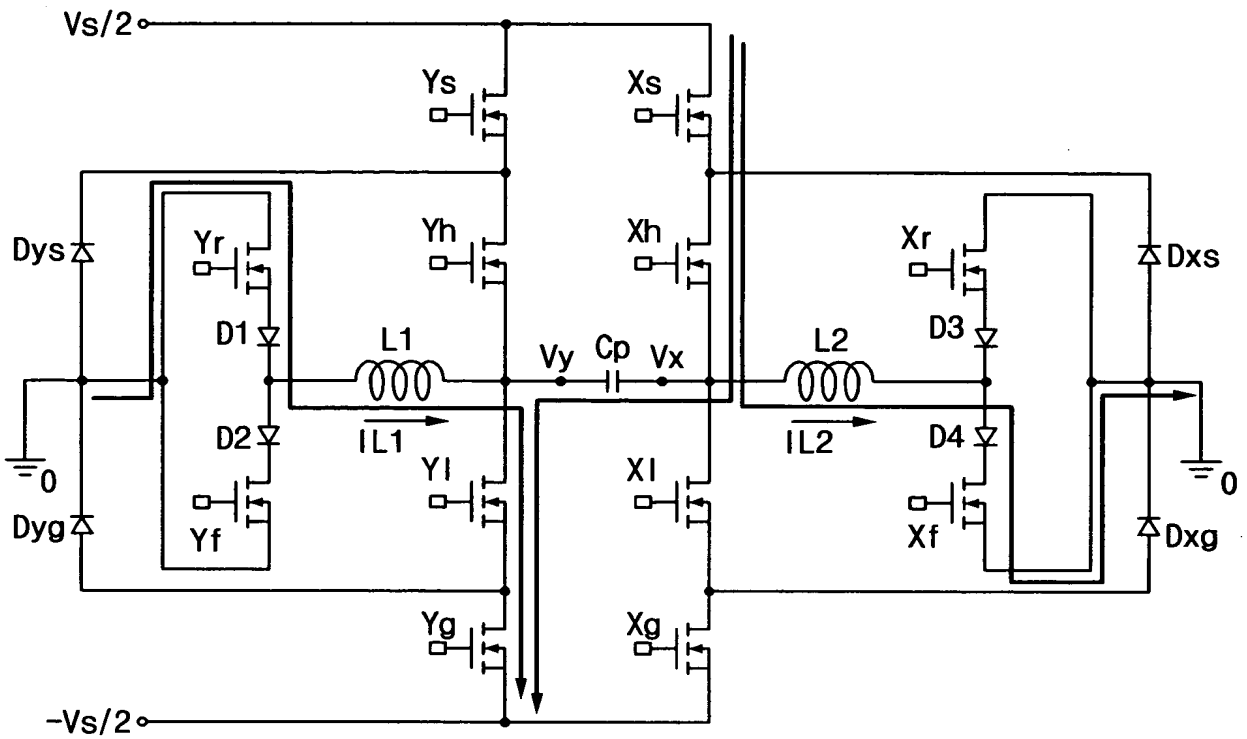 Vs/2
Ys
Xs
Dys
Yr
Yh
Xh
Xr
Dxs
D1
L1
Vy
Cp
Vx
L2
D3
0
D2
IL1
IL2
D4
0
Dyg
Yf
Yl
Xl
Xf
Dxg
Yg
Xg
-Vs/2